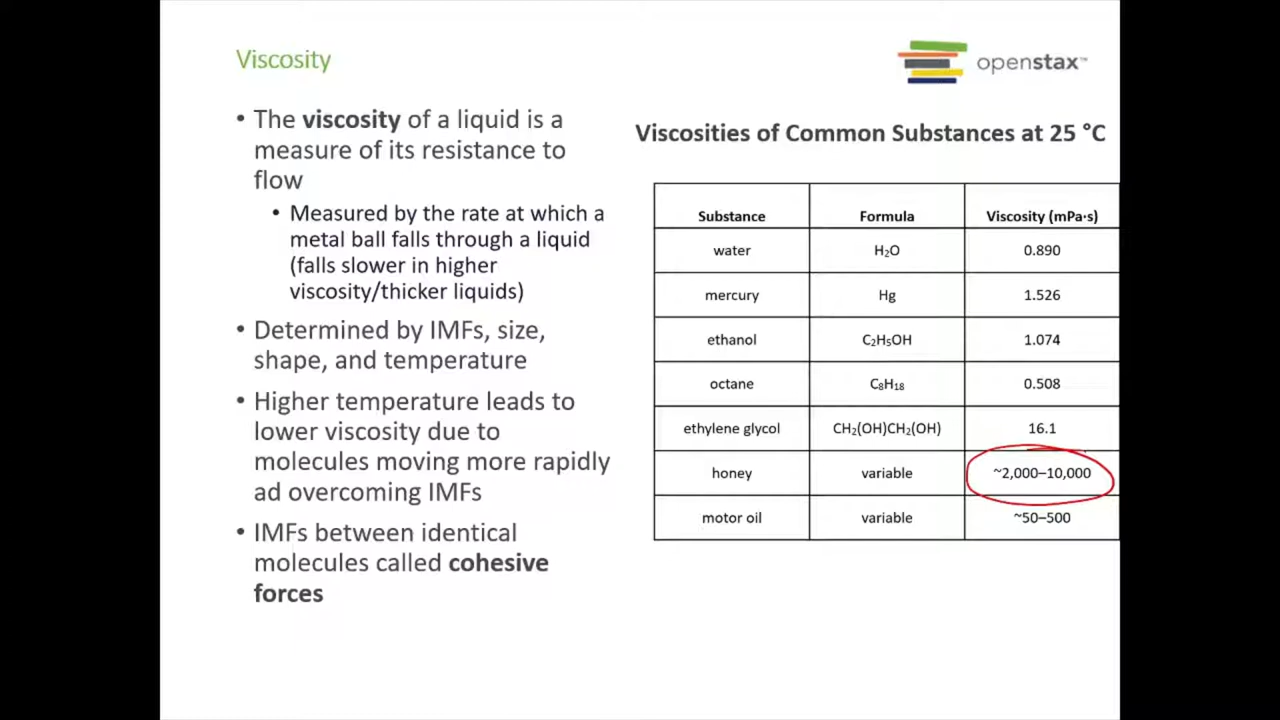 Viscosity
openstax™
• The viscosity of a liquid is a
measure of its resistance to
flow
• Measured by the rate at which a
metal ball falls through a liquid
(falls slower in higher
viscosity/thicker liquids)
• Determined by IMFs, size,
shape, and temperature
• Higher temperature leads to
lower viscosity due to
molecules moving more rapidly
ad overcoming IMFs
• IMFs between identical
molecules called cohesive
forces
Viscosities of Common Substances at 25 °C
Substance Formula Viscosity (mPa·s)
water H₂O 0.890
mercury Hg 1.526
ethanol C₂H₅OH 1.074
octane C₈H₁₈ 0.508
ethylene glycol CH₂(OH)CH₂(OH) 16.1
honey variable ~2,000–10,000
motor oil variable ~50–500